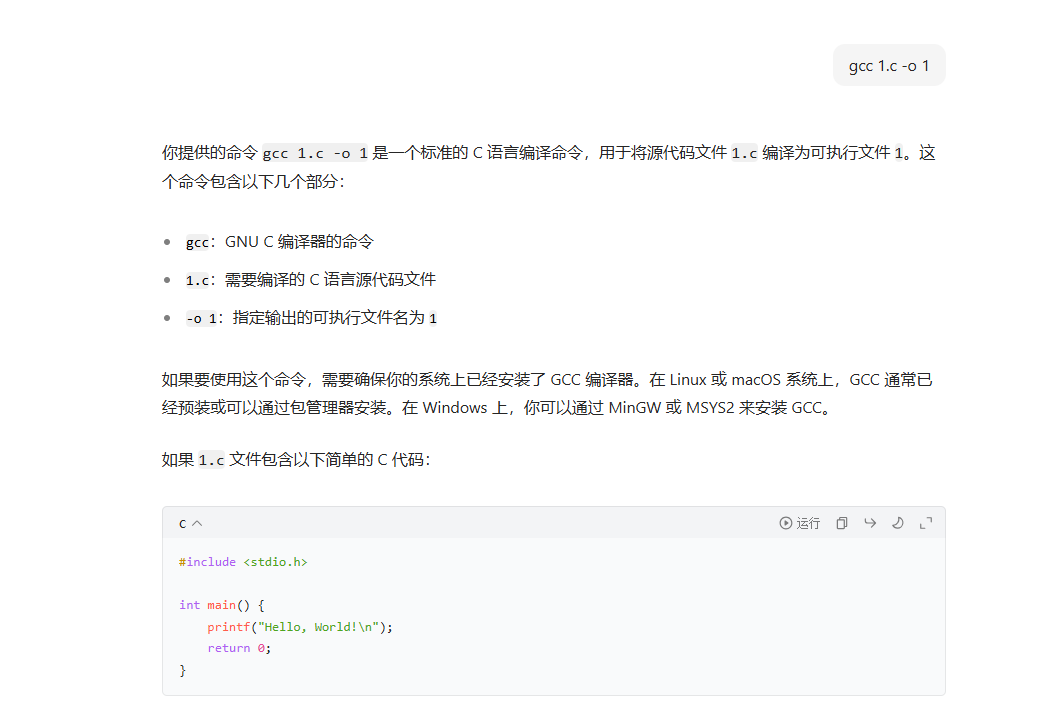 gcc 1.c -o 1
你提供的命令 gcc 1.c -o 1 是一个标准的 C 语言编译命令，用于将源代码文件 1.c 编译为可执行文件 1。这
个命令包含以下几个部分：
gcc：GNU C 编译器的命令
1.c：需要编译的 C 语言源代码文件
-o 1：指定输出的可执行文件名为 1
如果要使用这个命令，需要确保你的系统上已经安装了 GCC 编译器。在 Linux 或 macOS 系统上，GCC 通常已
经预装或可以通过包管理器安装。在 Windows 上，你可以通过 MinGW 或 MSYS2 来安装 GCC。
如果 1.c 文件包含以下简单的 C 代码：
C 运行
#include <stdio.h>
int main() {
    printf("Hello, World!\n");
    return 0;
}